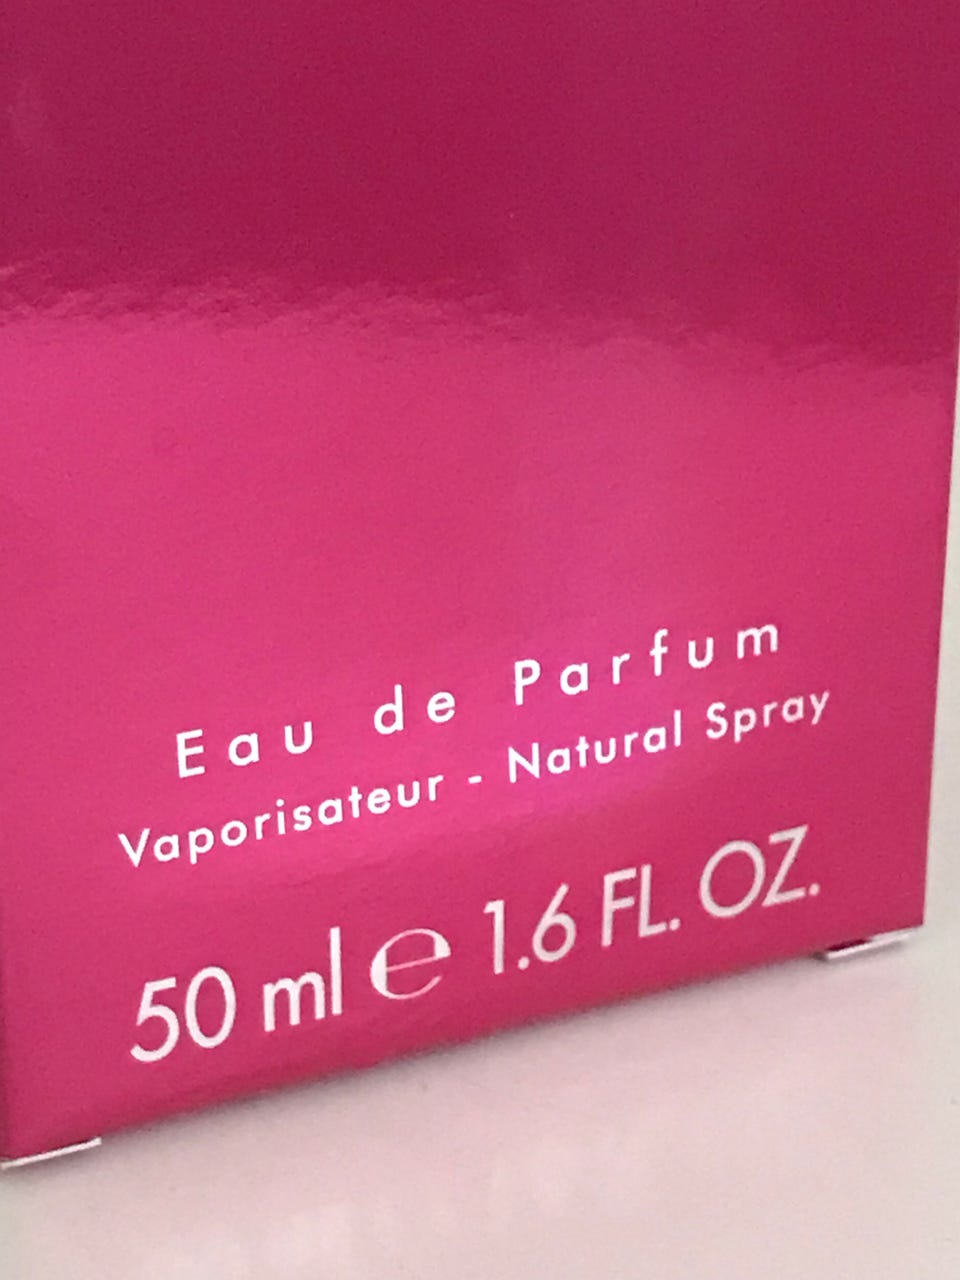 Eau de Parfum
Vaporisateur - Natural Spray
50 ml ℮ 1.6 FL. OZ.